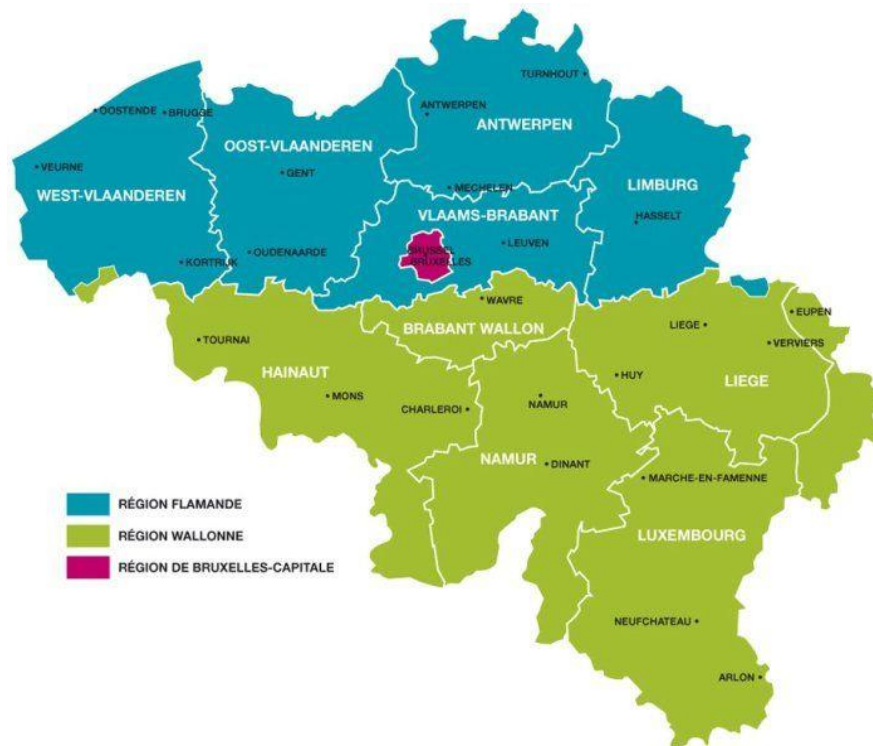 TURNHOUT
ANTWERPEN
OOSTENDE
BRUGGE
ANTWERPEN
OOST-VLAANDEREN
VEURNE
GENT
MECHELEN
LIMBURG
WEST-VLAANDEREN
VLAAMS-BRABANT
HASSELT
LEUVEN
OUDENAARDE
BRUSSEL
BRUXELLES
KORTRIJK
WAVRE
EUPEN
BRABANT WALLON
LIEGE
TOURNAI
VERVIERS
HAINAUT
HUY
LIEGE
MONS
NAMUR
CHARLEROI
NAMUR
DINANT
MARCHE-EN-FAMENNE
RÉGION FLAMANDE
RÉGION WALLONNE
LUXEMBOURG
RÉGION DE BRUXELLES-CAPITALE
NEUFCHATEAU
ARLON